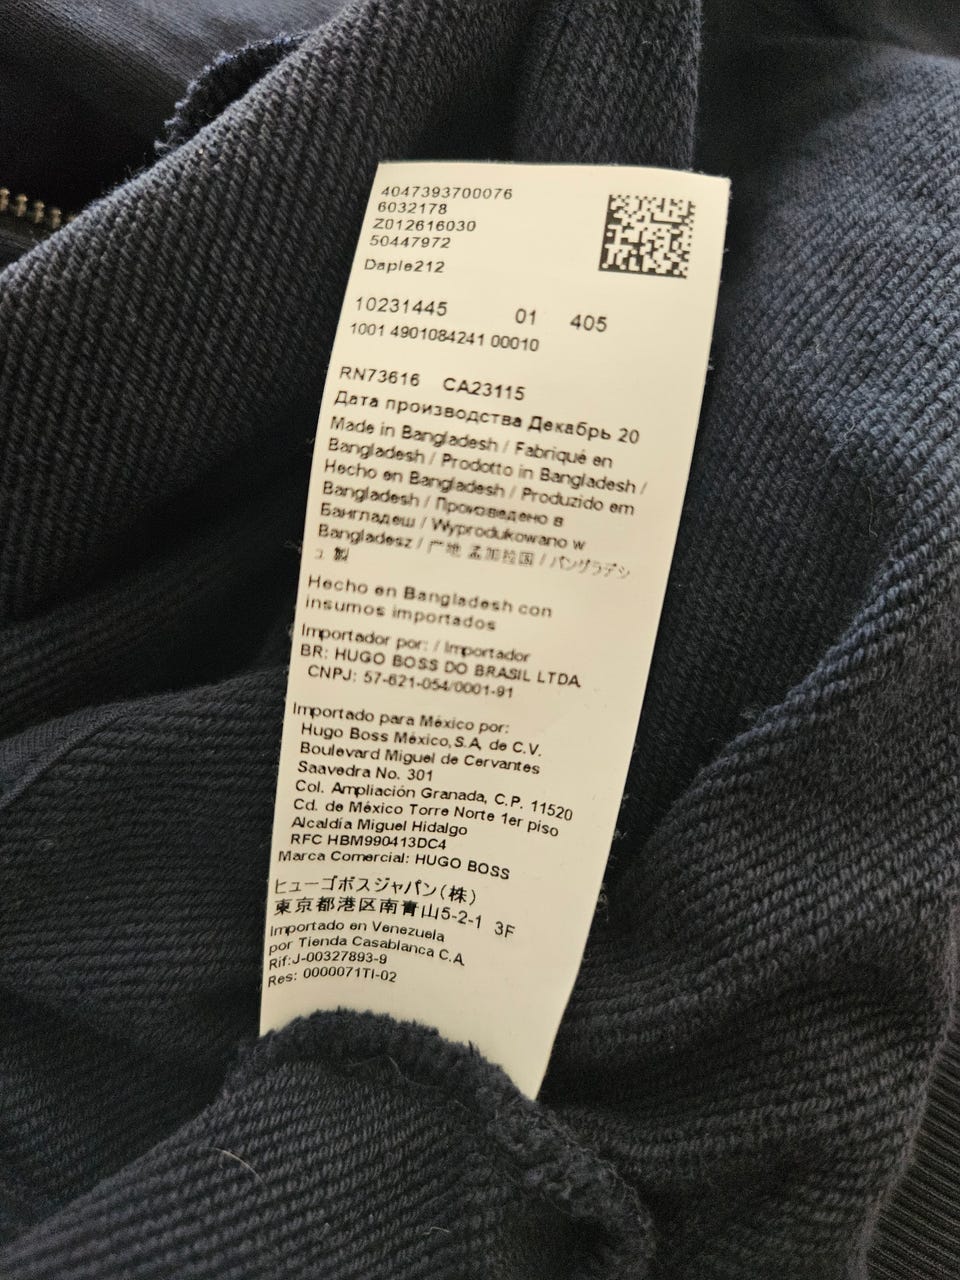 4047393700076
6032178
Z012616030
50447972
Daple212
10231445 01 405
1001 4901084241 00010
RN73616 CA23115
Дата производства Декабрь 20
Made in Bangladesh / Fabriqué en
Bangladesh / Prodotto in Bangladesh /
Hecho en Bangladesh / Produzido em
Bangladesh / Произведено в
Бангладеш / Wyprodukowano w
Bangladesz / 产地 孟加拉国 / バングラデシ
ュ 製
Hecho en Bangladesh con
insumos importados
Importador por: / Importador
BR: HUGO BOSS DO BRASIL LTDA
CNPJ: 57-621-054/0001-91
Importado para México por:
Hugo Boss México,S.A, de C.V.
Boulevard Miguel de Cervantes
Saavedra No. 301
Col. Ampliación Granada, C.P. 11520
Cd. de México Torre Norte 1er piso
Alcaldía Miguel Hidalgo
RFC HBM990413DC4
Marca Comercial: HUGO BOSS
ヒューゴボスジャパン(株)
東京都港区南青山5-2-1 3F
Importado en Venezuela
por Tienda Casablanca C.A.
Rif:J-00327893-9
Res: 0000071TI-02